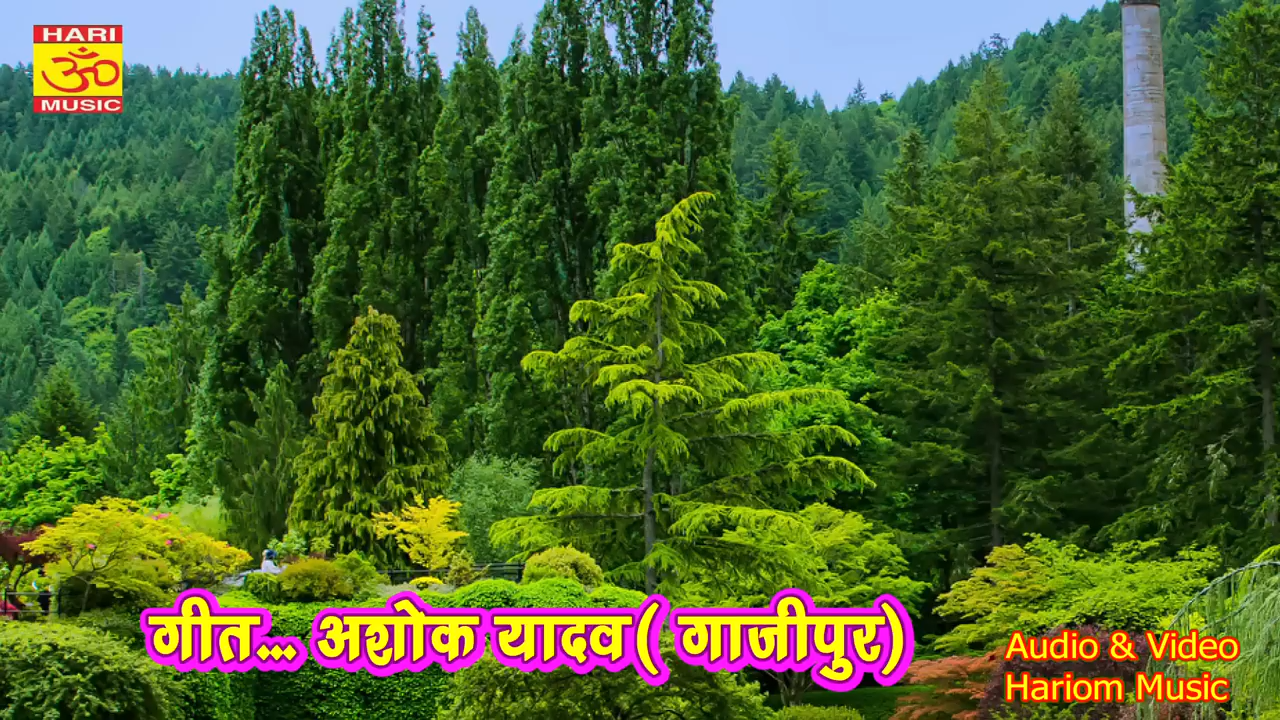 HARI
ॐ
MUSIC
गीत... अशोक यादव( गाजीपुर)
Audio & Video
Hariom Music